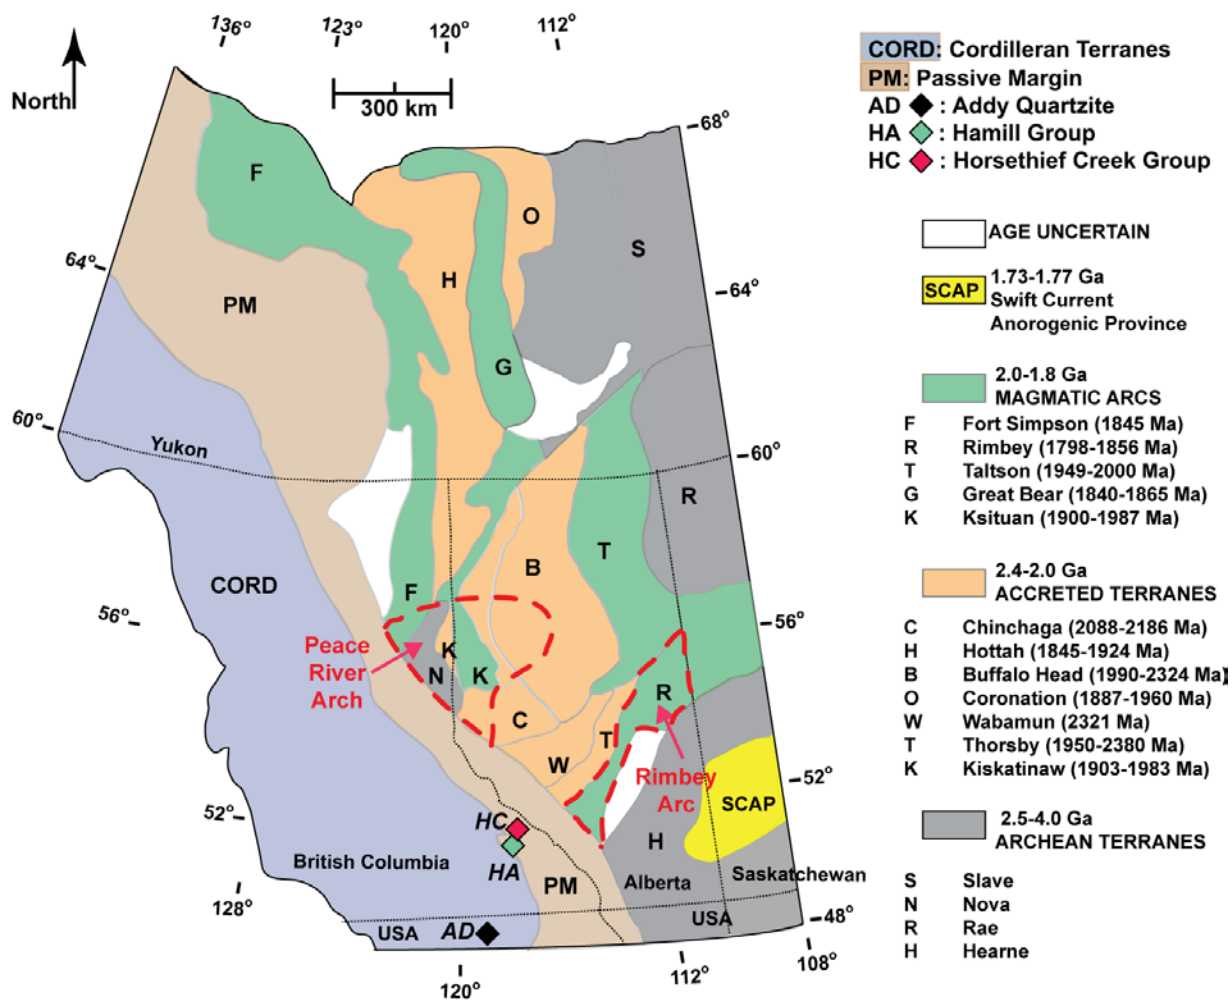 136°
123°
120°
112°
North
300 km
CORD: Cordilleran Terranes
PM: Passive Margin
AD : Addy Quartzite
HA : Hamill Group
HC : Horsethief Creek Group
68°
F
O
S
H
64°
PM
64°
G
AGE UNCERTAIN
SCAP
1.73-1.77 Ga
Swift Current
Anorogenic Province
2.0-1.8 Ga
MAGMATIC ARCS
F Fort Simpson (1845 Ma)
R Rimbey (1798-1856 Ma)
T Taltson (1949-2000 Ma)
G Great Bear (1840-1865 Ma)
K Ksituan (1900-1987 Ma)
60°
Yukon
60°
R
T
B
CORD
F
56°
56°
Peace
River
Arch
K
N
K
R
C
T
W
Rimbey
Arc
52°
SCAP
52°
HC
HA
H
British Columbia
PM
Alberta
Saskatchewan
128°
USA
AD
USA
48°
120°
112°
108°
2.4-2.0 Ga
ACCRETED TERRANES
C Chinchaga (2088-2186 Ma)
H Hottah (1845-1924 Ma)
B Buffalo Head (1990-2324 Ma)
O Coronation (1887-1960 Ma)
W Wabamun (2321 Ma)
T Thorsby (1950-2380 Ma)
K Kiskatinaw (1903-1983 Ma)
2.5-4.0 Ga
ARCHEAN TERRANES
S Slave
N Nova
R Rae
H Hearne